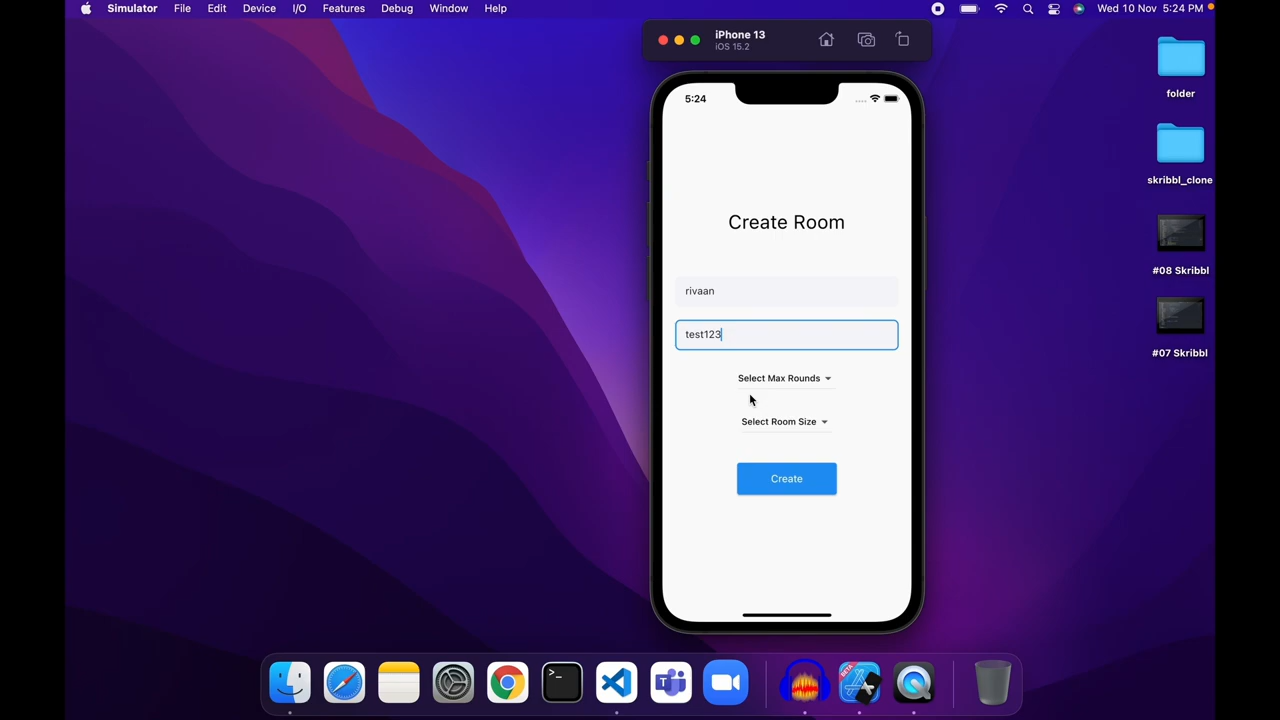 Simulator File Edit Device I/O Features Debug Window Help Wed 10 Nov 5:24 PM
iPhone 13
iOS 15.2
5:24
Create Room
rivaan
test123
Select Max Rounds
Select Room Size
Create
folder
skribbl_clone
#08 Skribbl
#07 Skribbl
BETA